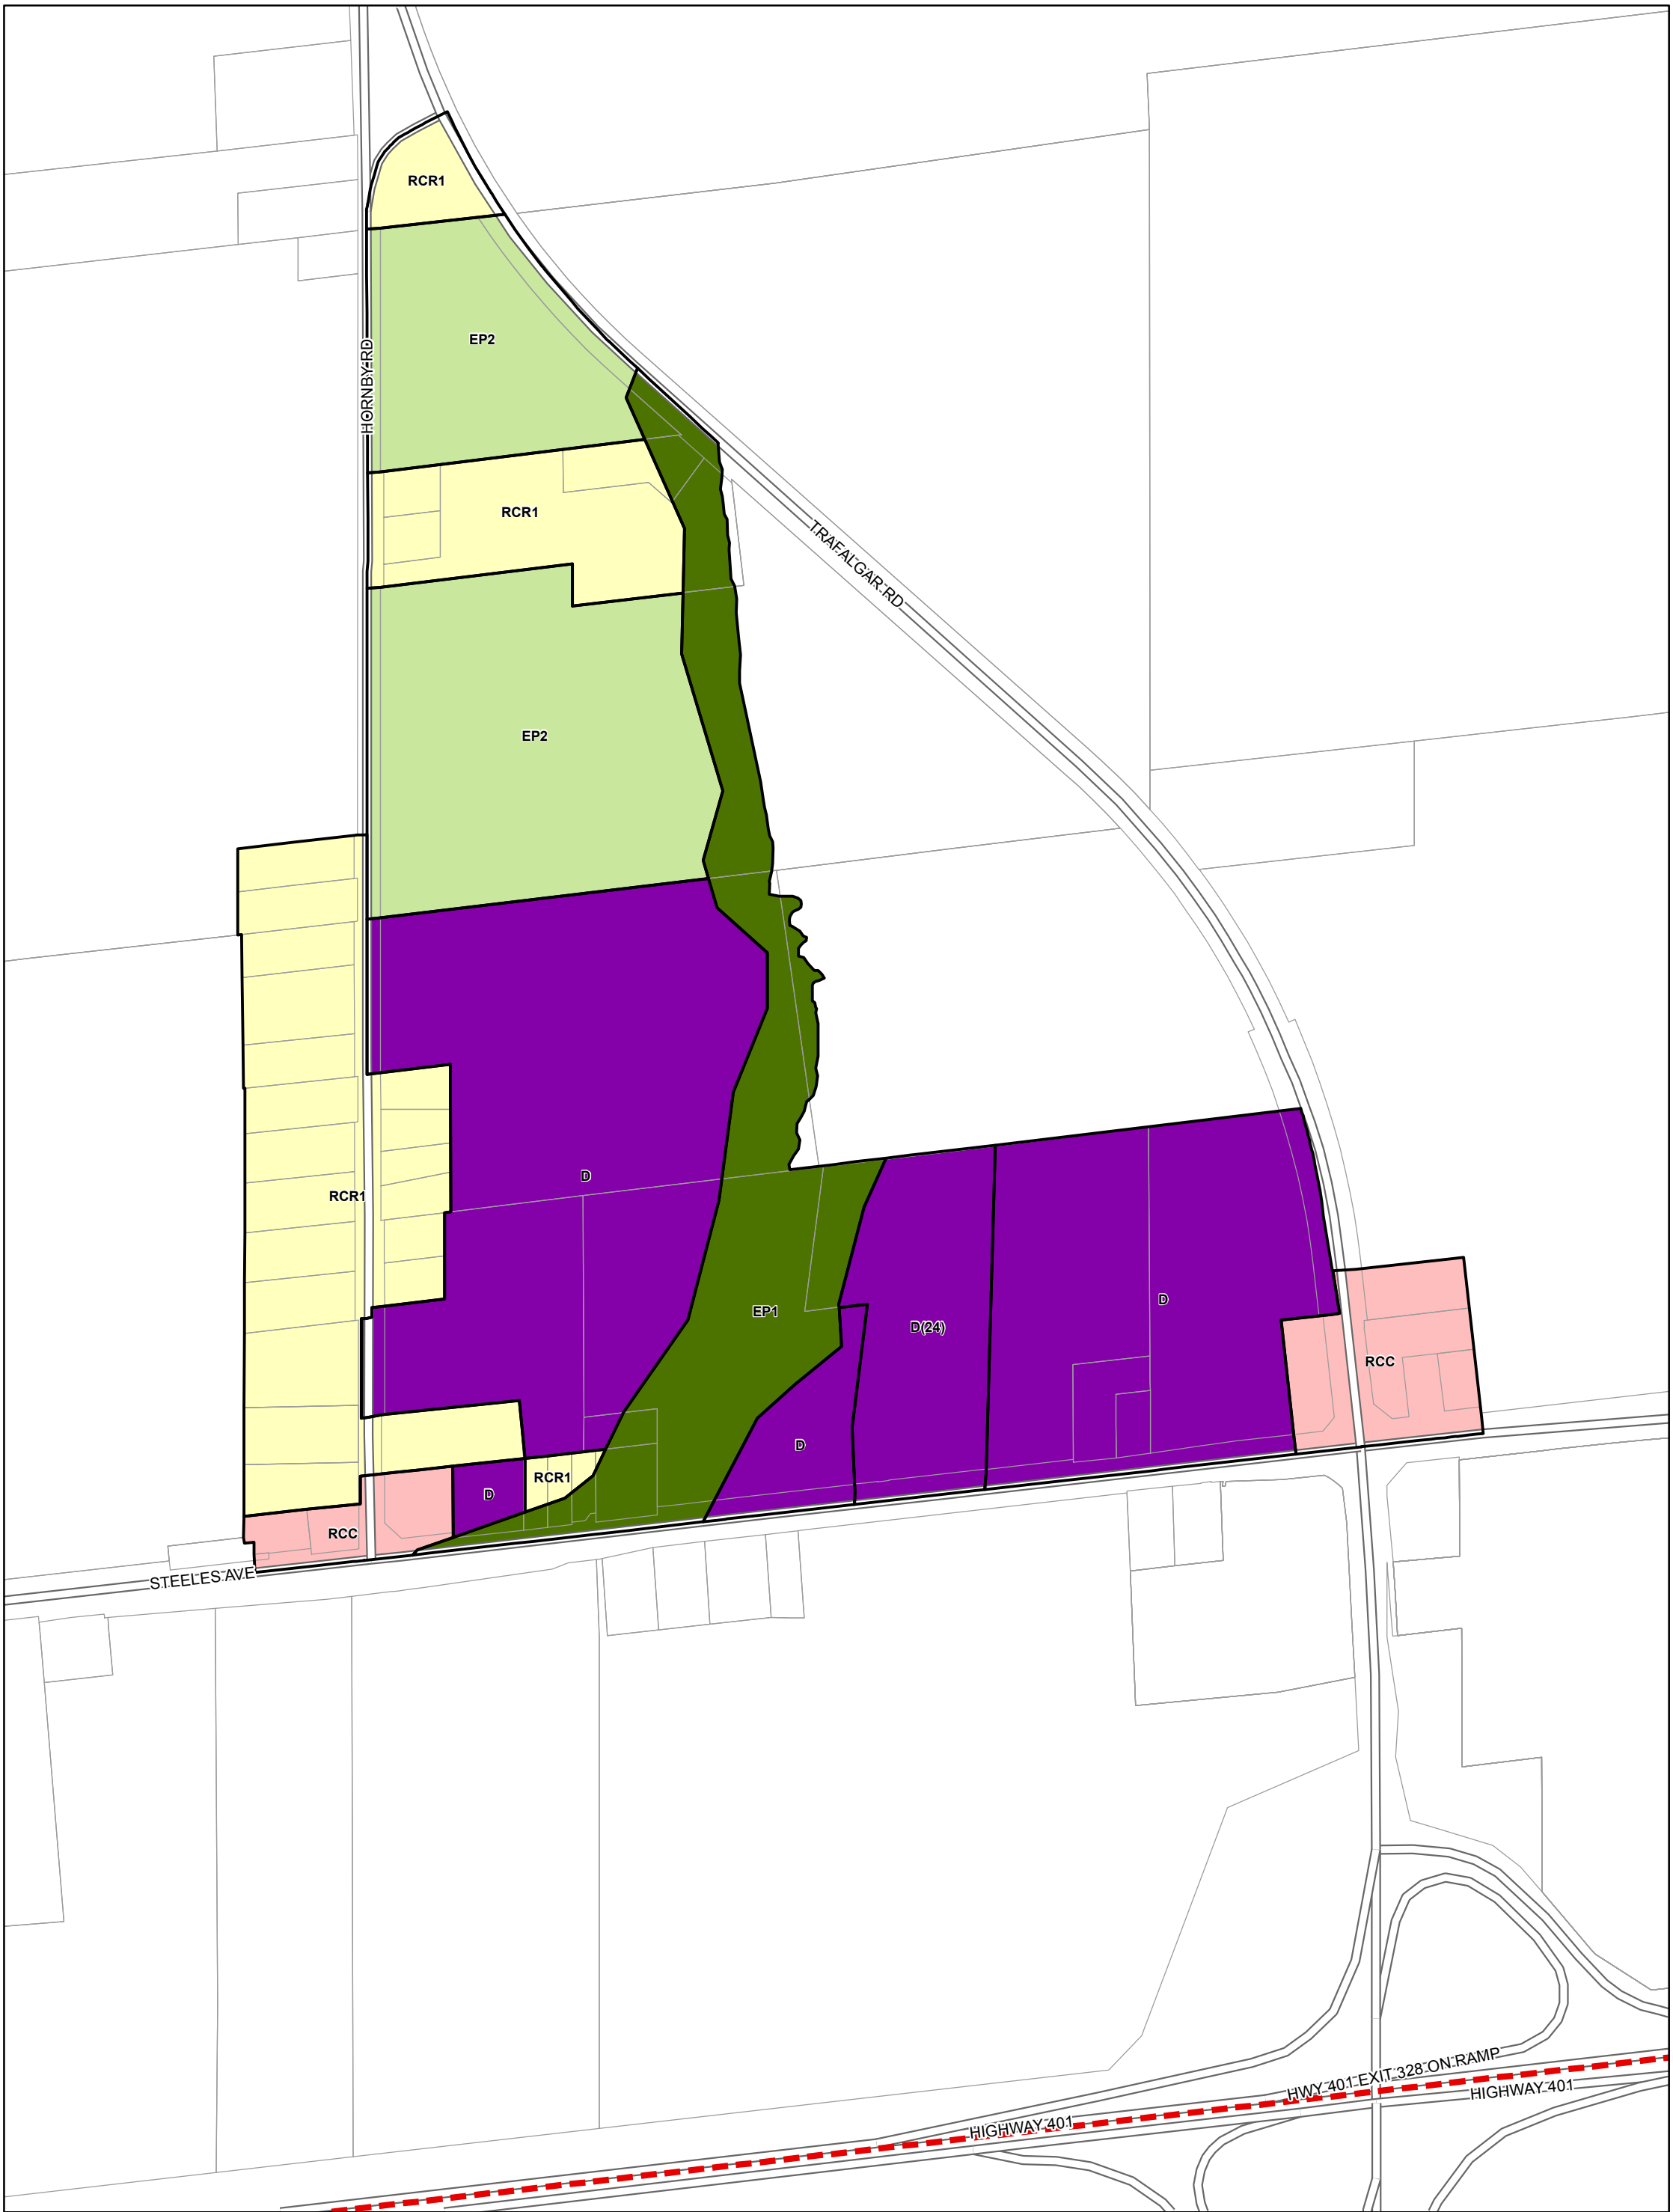 RCR1
EP2
HORNBY RD
RCR1
TRAFALGAR RD
EP2
D
RCR1
EP1
D(24)
D
RCC
D
RCR1
D
RCC
STEELES AVE
HWY 401 EXIT 328 ON RAMP
HIGHWAY 401
HIGHWAY 401